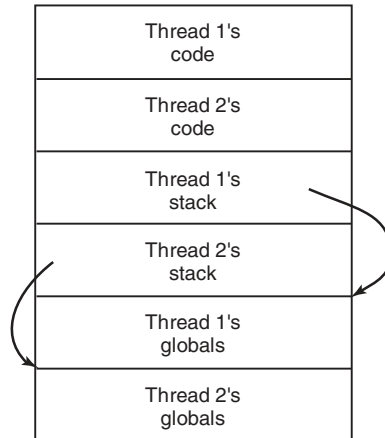 Thread 1's
code
Thread 2's
code
Thread 1's
stack
Thread 2's
stack
Thread 1's
globals
Thread 2's
globals